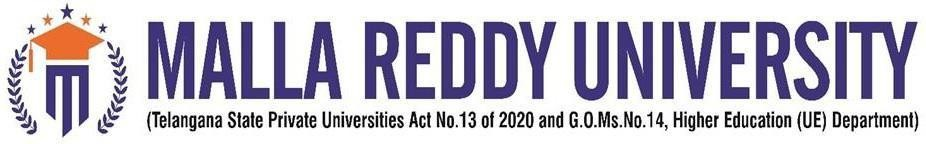 MALLA REDDY UNIVERSITY
(Telangana State Private Universities Act No.13 of 2020 and G.O.Ms.No.14, Higher Education (UE) Department)